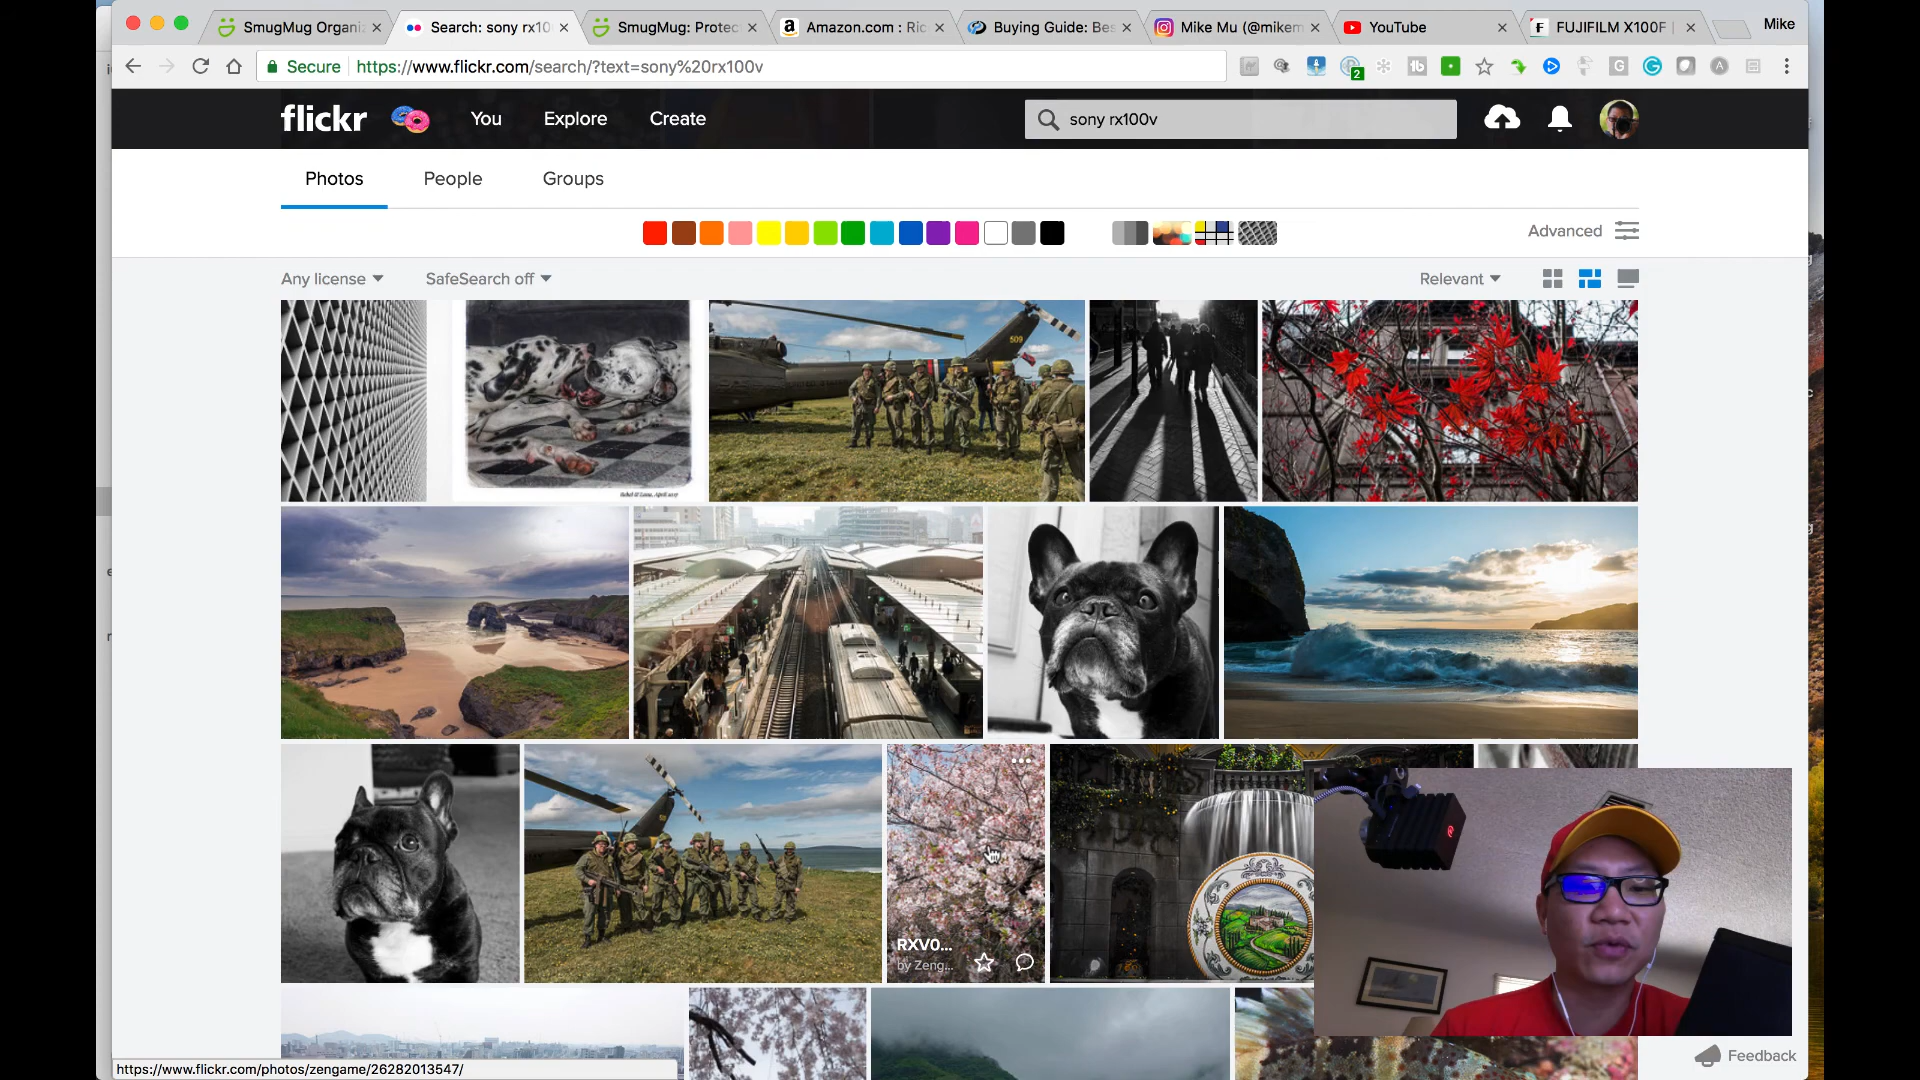 SmugMug Organi
Search: sony rx10
SmugMug: Protec
Amazon.com : Ric
Buying Guide: Bes
Mike Mu (@mikem
YouTube
FUJIFILM X100F |
Mike
Secure
https://www.flickr.com/search/?text=sony%20rx100v
2
flickr
You
Explore
Create
sony rx100v
Photos
People
Groups
Advanced
Any license
SafeSearch off
Relevant
509
RXV0...
by Zeng...
Feedback
https://www.flickr.com/photos/zengame/26282013547/